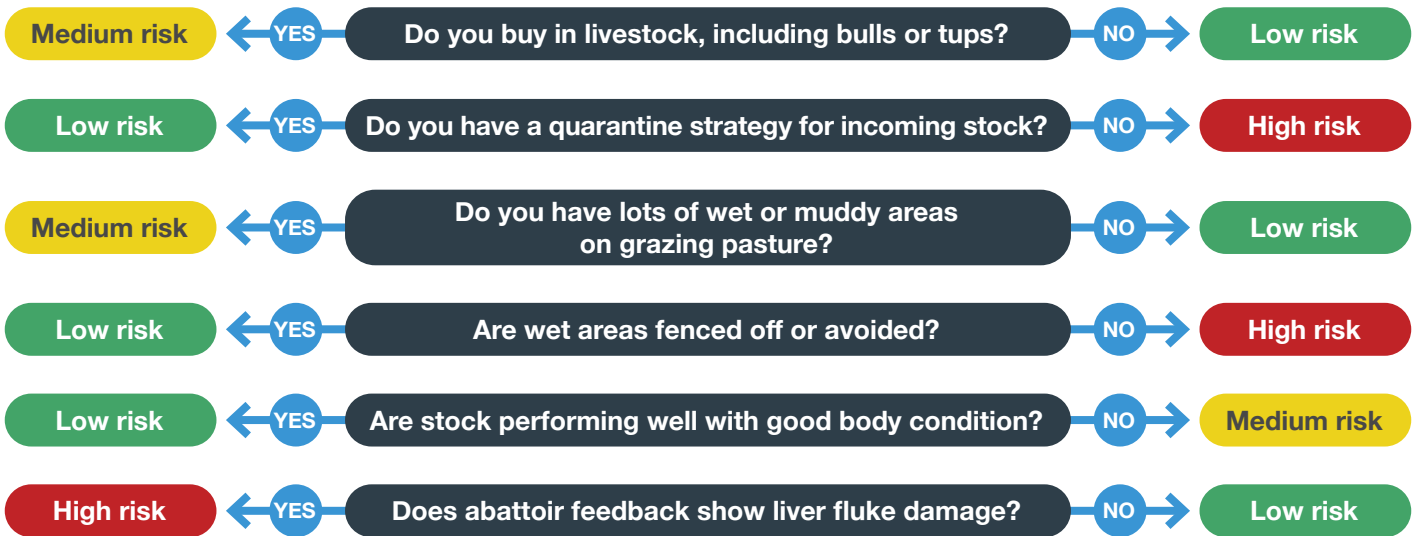 Medium risk YES Do you buy in livestock, including bulls or tups? NO Low risk
Low risk YES Do you have a quarantine strategy for incoming stock? NO High risk
Medium risk YES Do you have lots of wet or muddy areas
on grazing pasture? NO Low risk
Low risk YES Are wet areas fenced off or avoided? NO High risk
Low risk YES Are stock performing well with good body condition? NO Medium risk
High risk YES Does abattoir feedback show liver fluke damage? NO Low risk